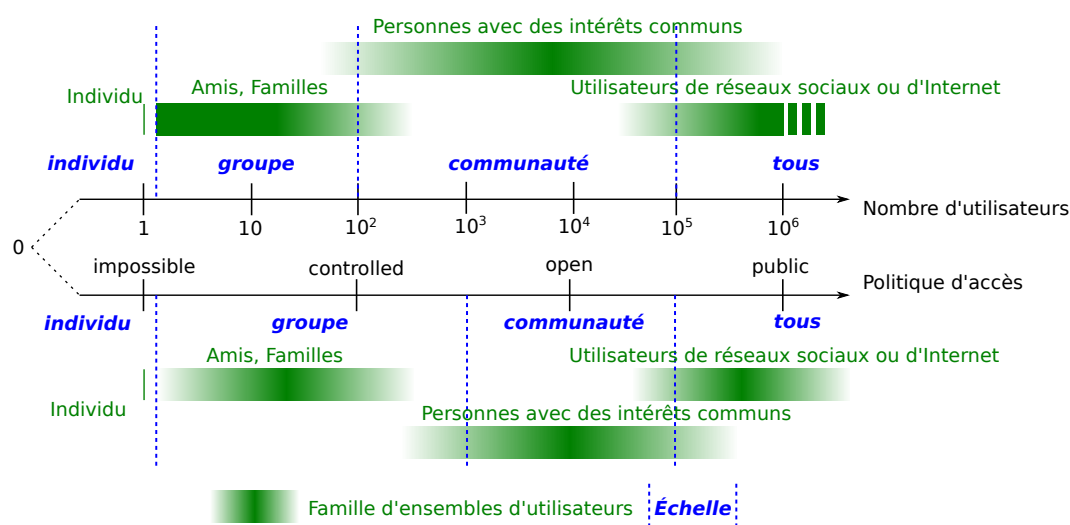 Personnes avec des intérêts communs
Individu
Amis, Familles
Utilisateurs de réseaux sociaux ou d'Internet
individu
groupe
communauté
tous
1
10
10²
10³
10⁴
10⁵
10⁶
Nombre d'utilisateurs
0
impossible
controlled
open
public
Politique d'accès
individu
groupe
communauté
tous
Amis, Familles
Utilisateurs de réseaux sociaux ou d'Internet
Individu
Personnes avec des intérêts communs
Famille d'ensembles d'utilisateurs
Échelle